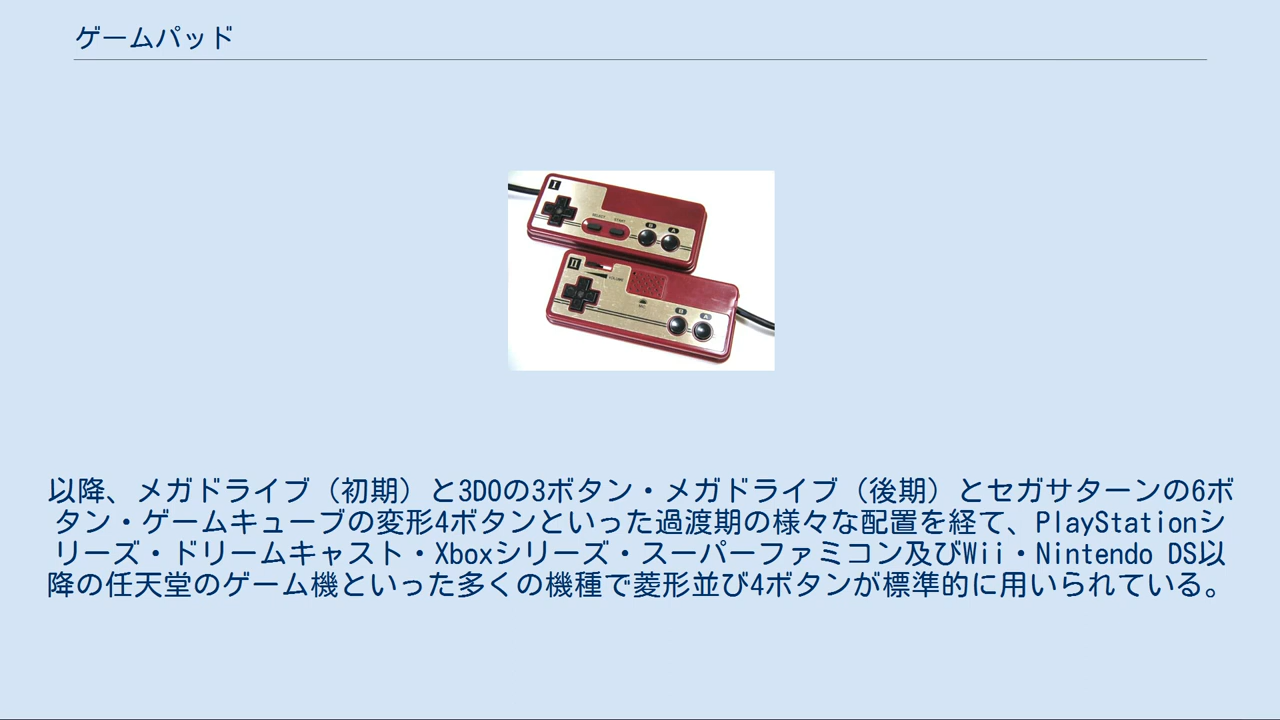 ゲームパッド
I
SELECT START
B A
II
VOLUME
MIC
B A
以降、メガドライブ（初期）と3DOの3ボタン・メガドライブ（後期）とセガサターンの6ボ
タン・ゲームキューブの変形4ボタンといった過渡期の様々な配置を経て、PlayStationシ
リーズ・ドリームキャスト・Xboxシリーズ・スーパーファミコン及びWii・Nintendo DS以
降の任天堂のゲーム機といった多くの機種で菱形並び4ボタンが標準的に用いられている。